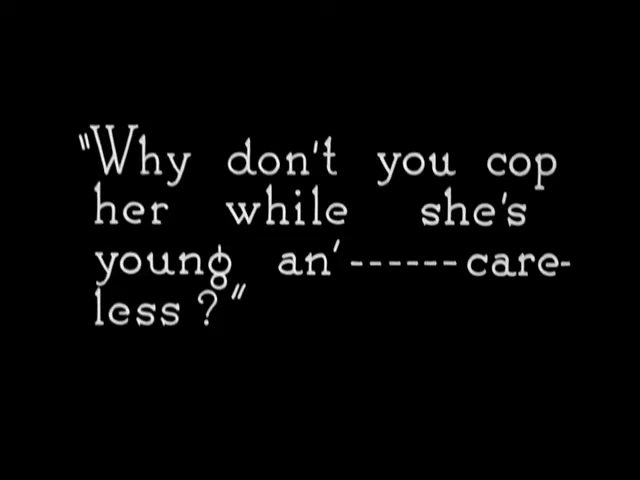 "Why don't you cop
her while she's
young an'------care-
less?"